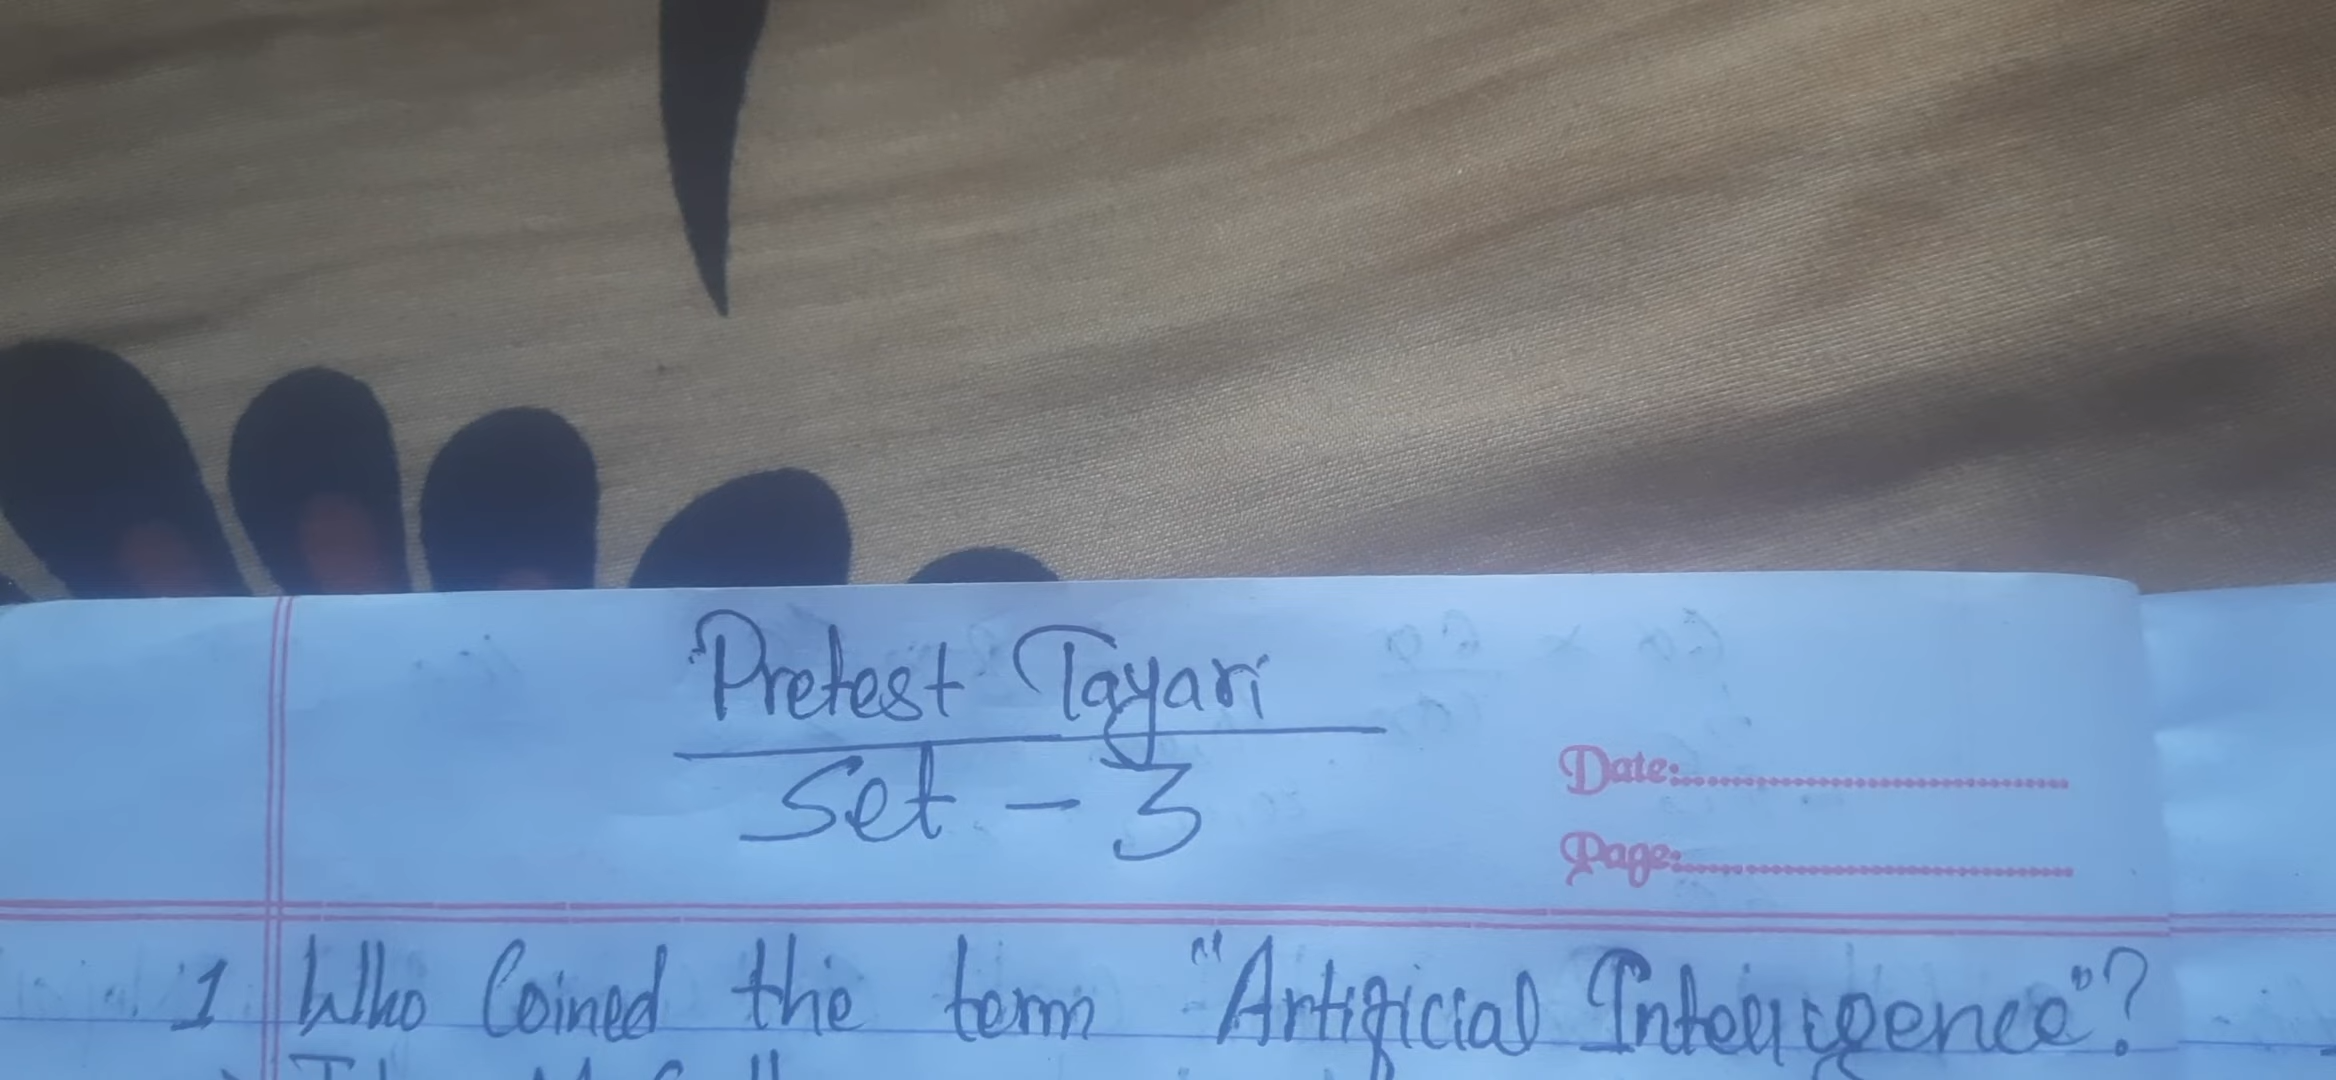 Pretest Tayari
Set - 3
Date:
Page:
1 Who Coined the term "Artificial Intelligence"?